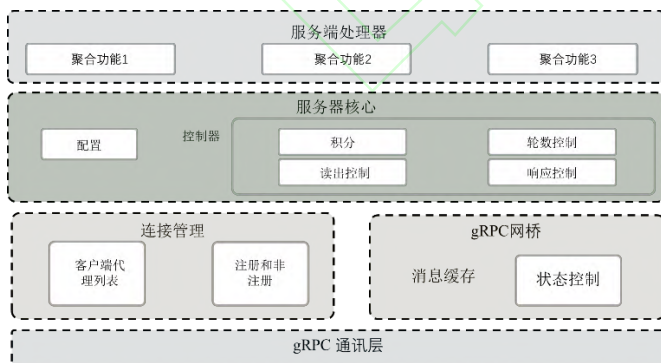 服务端处理器
聚合功能1
聚合功能2
聚合功能3
服务器核心
配置
控制器
积分
轮数控制
读出控制
响应控制
连接管理
客户端代
理列表
注册和非
注册
gRPC网桥
消息缓存
状态控制
gRPC 通讯层